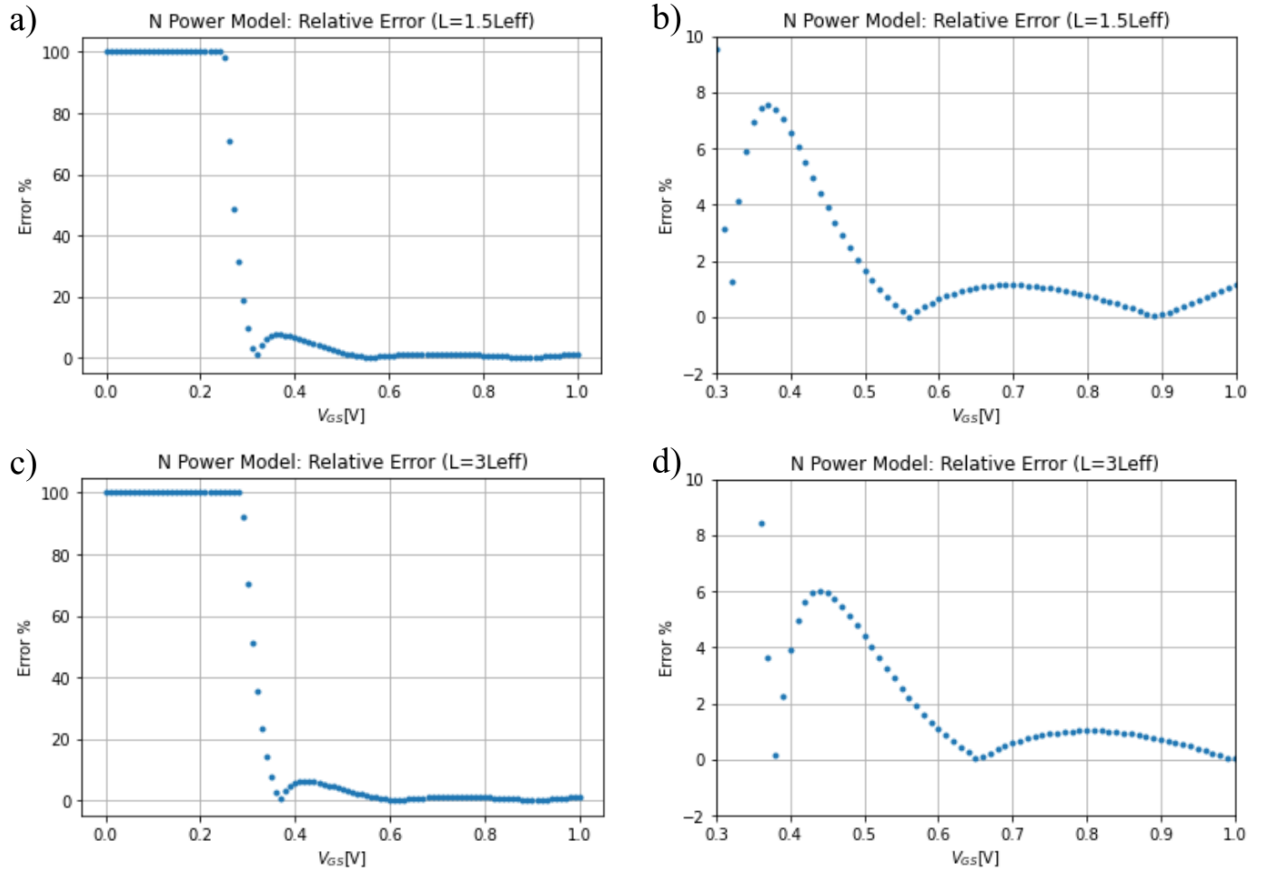 a)
N Power Model: Relative Error (L=1.5Leff)
100
80
60
40
20
0
Error %
0.0 0.2 0.4 0.6 0.8 1.0
V_GS[V]
b)
N Power Model: Relative Error (L=1.5Leff)
10
8
6
4
2
0
−2
Error %
0.3 0.4 0.5 0.6 0.7 0.8 0.9 1.0
V_GS[V]
c)
N Power Model: Relative Error (L=3Leff)
100
80
60
40
20
0
Error %
0.0 0.2 0.4 0.6 0.8 1.0
V_GS[V]
d)
N Power Model: Relative Error (L=3Leff)
10
8
6
4
2
0
−2
Error %
0.3 0.4 0.5 0.6 0.7 0.8 0.9 1.0
V_GS[V]